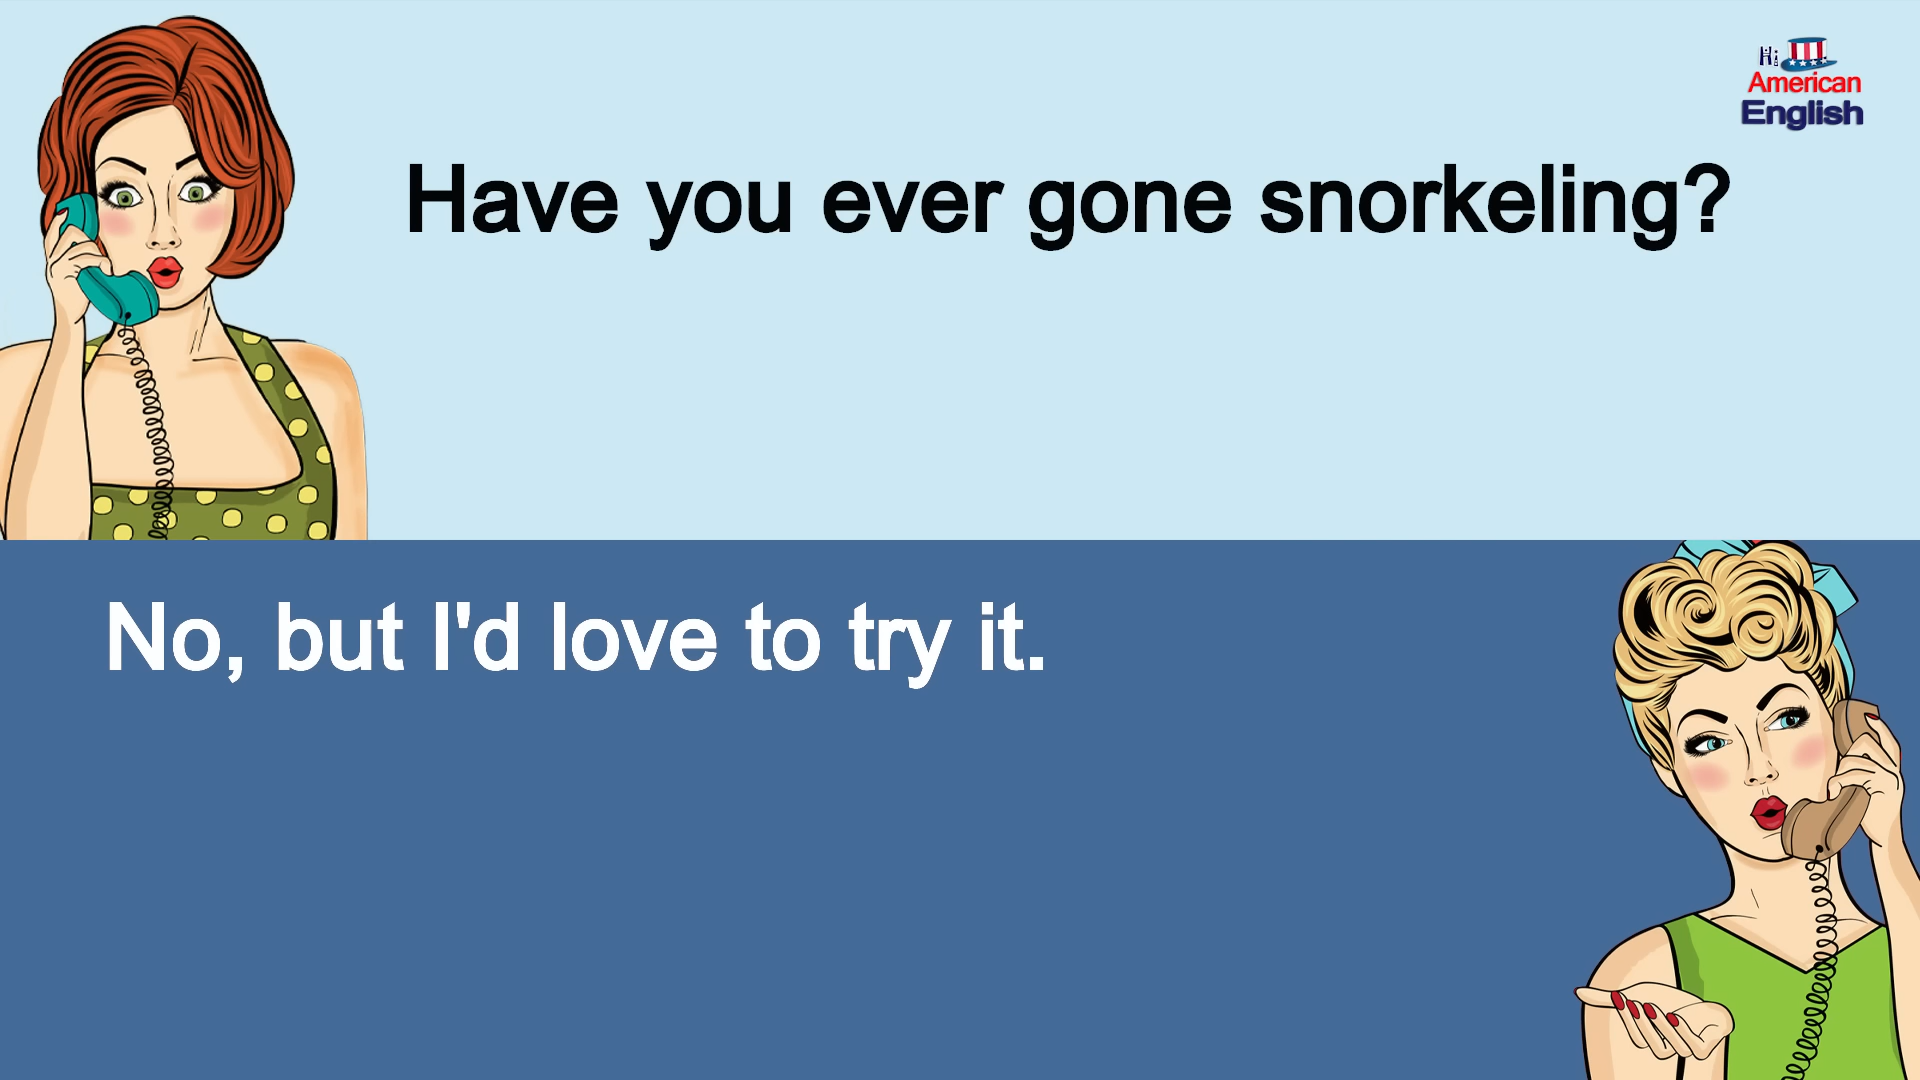 Hi
American
English
Have you ever gone snorkeling?
No, but I'd love to try it.